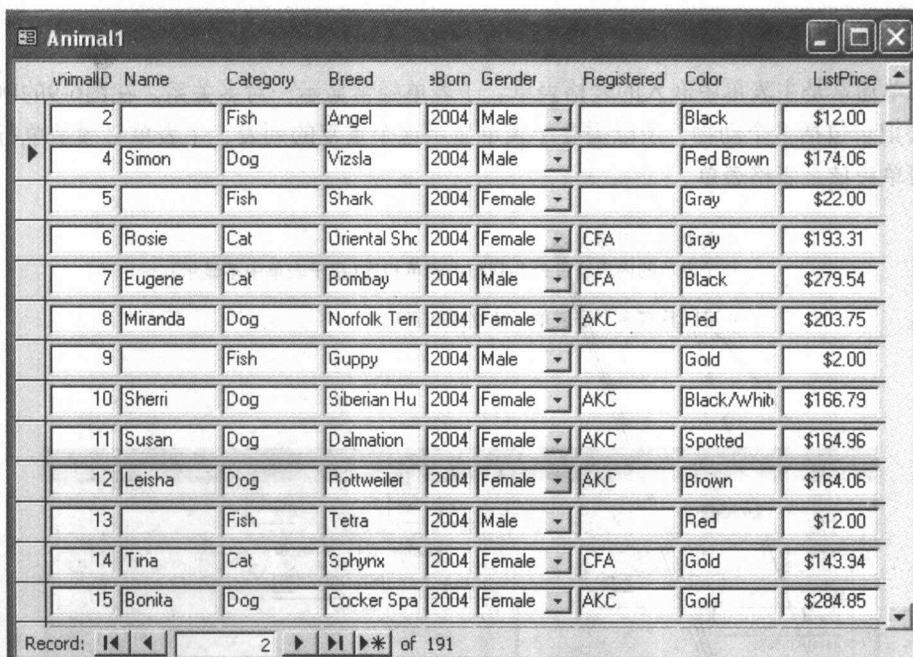 Animal1
nimalID Name Category Breed eBorn Gender Registered Color ListPrice
2 Fish Angel 2004 Male Black $12.00
4 Simon Dog Vizsla 2004 Male Red Brown $174.06
5 Fish Shark 2004 Female Gray $22.00
6 Rosie Cat Oriental Sho 2004 Female CFA Gray $193.31
7 Eugene Cat Bombay 2004 Male CFA Black $279.54
8 Miranda Dog Norfolk Terr 2004 Female AKC Red $203.75
9 Fish Guppy 2004 Male Gold $2.00
10 Sherri Dog Siberian Hu 2004 Female AKC Black/White $166.79
11 Susan Dog Dalmation 2004 Female AKC Spotted $164.96
12 Leisha Dog Rottweiler 2004 Female AKC Brown $164.06
13 Fish Tetra 2004 Male Red $12.00
14 Tina Cat Sphynx 2004 Female CFA Gold $143.94
15 Bonita Dog Cocker Spa 2004 Female AKC Gold $284.85
Record: 2 of 191